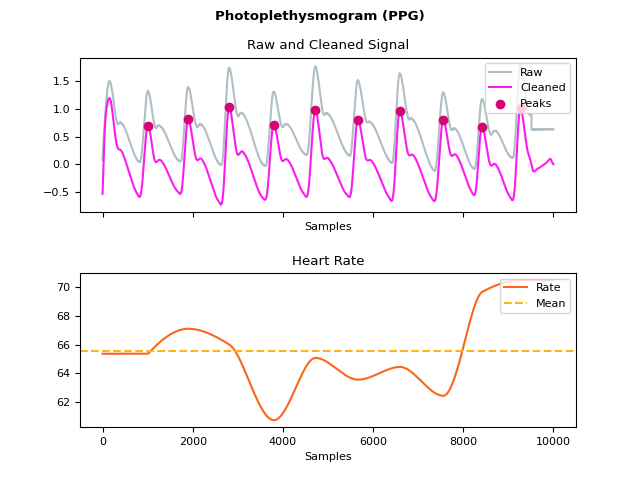 Photoplethysmogram (PPG)
Raw and Cleaned Signal
Raw
Cleaned
Peaks
1.5
1.0
0.5
0.0
−0.5
Samples
Heart Rate
Rate
Mean
70
68
66
64
62
0 2000 4000 6000 8000 10000
Samples